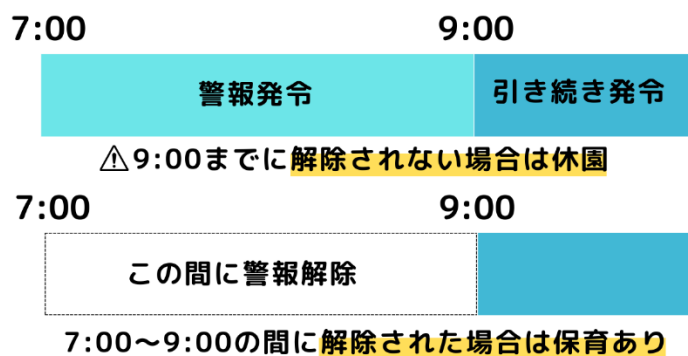 7:00 9:00
警報発令 引き続き発令
⚠9:00までに解除されない場合は休園
7:00 9:00
この間に警報解除
7:00～9:00の間に解除された場合は保育あり